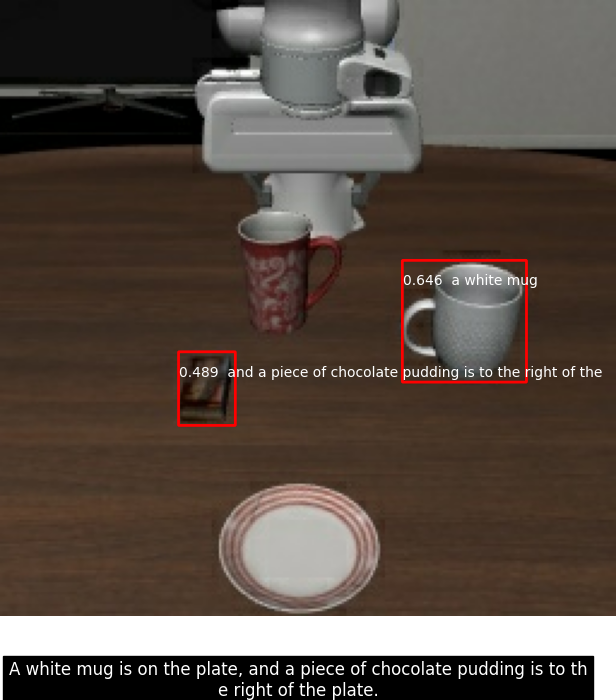 0.646 a white mug
0.489 and a piece of chocolate pudding is to the right of the
A white mug is on the plate, and a piece of chocolate pudding is to th
e right of the plate.